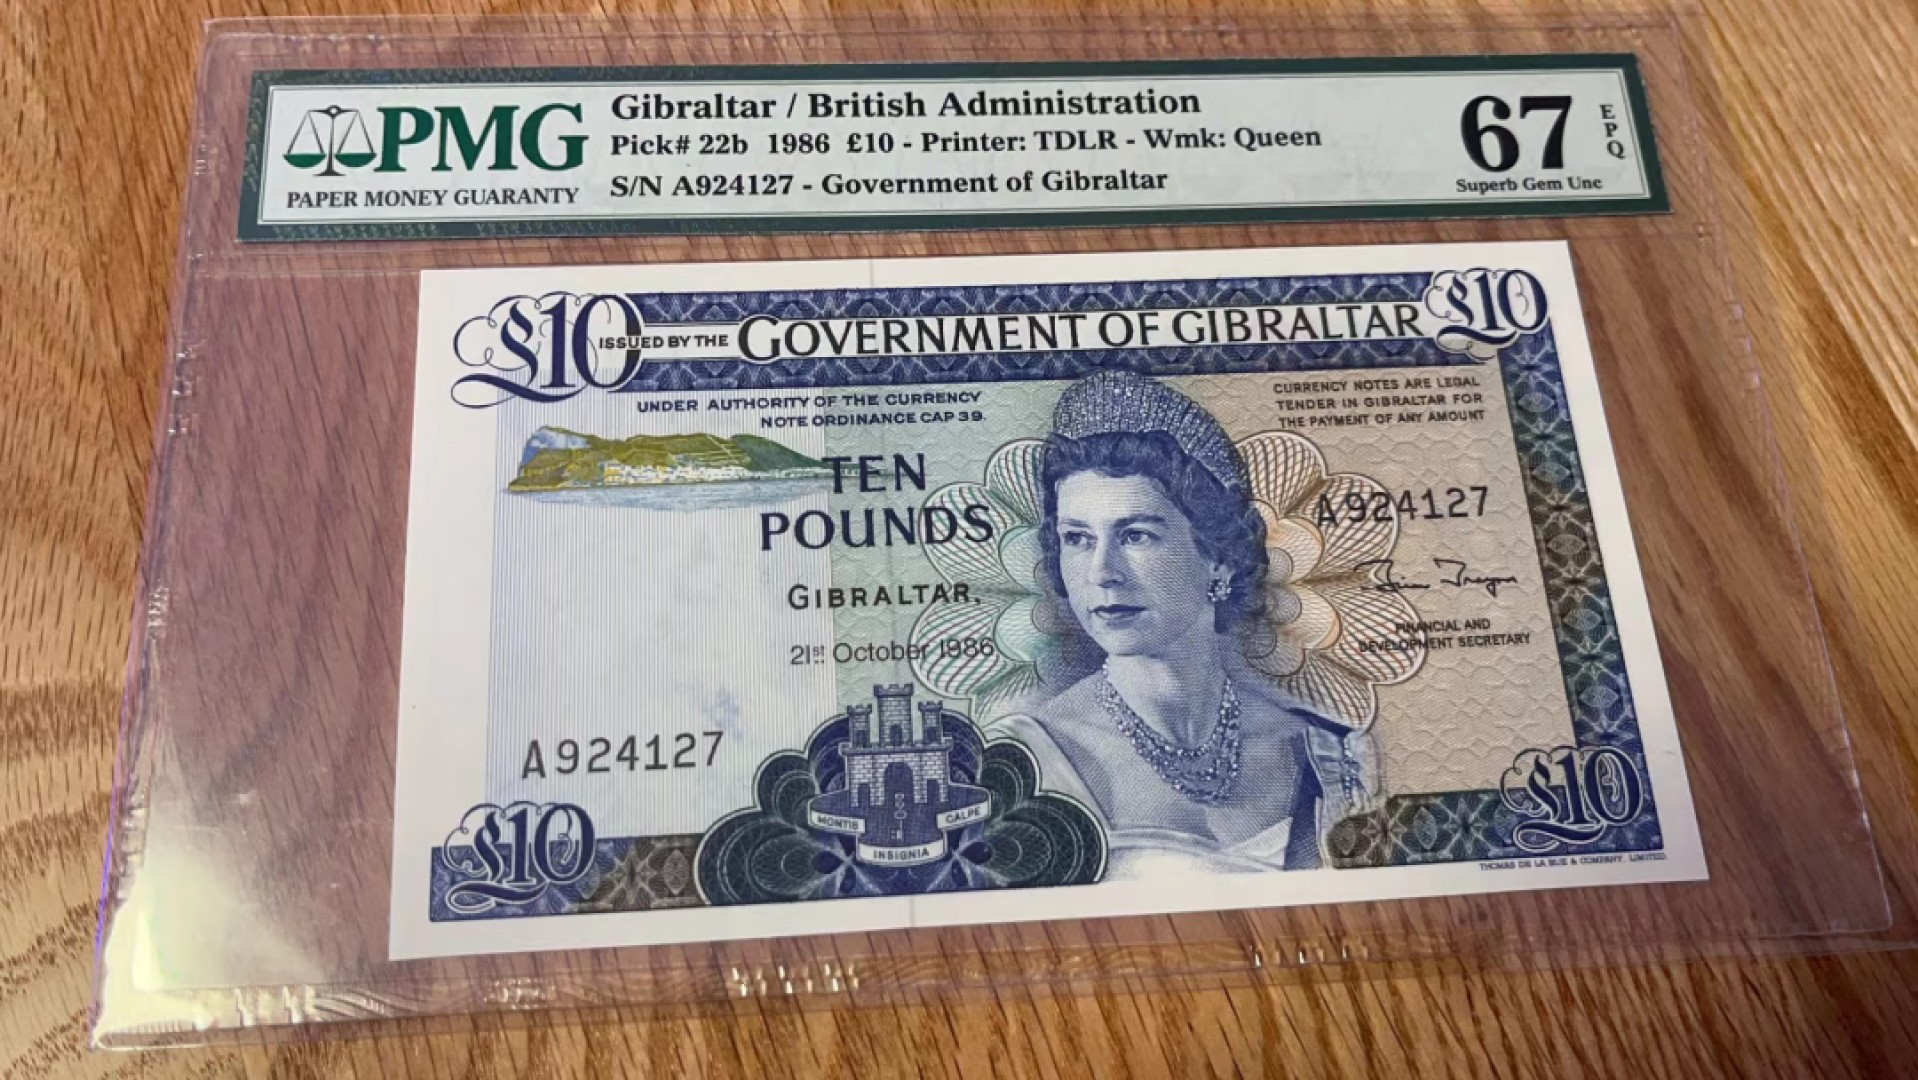 PMG
PAPER MONEY GUARANTY
Gibraltar / British Administration
Pick# 22b 1986 £10 - Printer: TDLR - Wmk: Queen
S/N A924127 - Government of Gibraltar
67
EPQ
Superb Gem Unc
£10
ISSUED BY THE GOVERNMENT OF GIBRALTAR
£10
UNDER AUTHORITY OF THE CURRENCY
NOTE ORDINANCE CAP 39.
CURRENCY NOTES ARE LEGAL
TENDER IN GIBRALTAR FOR
THE PAYMENT OF ANY AMOUNT
TEN
POUNDS
A924127
GIBRALTAR,
21st October 1986
Brian Traynor
FINANCIAL AND
DEVELOPMENT SECRETARY
A924127
MONTIS
INSIGNIA
CALPE
£10
£10
THOMAS DE LA RUE & COMPANY, LIMITED.